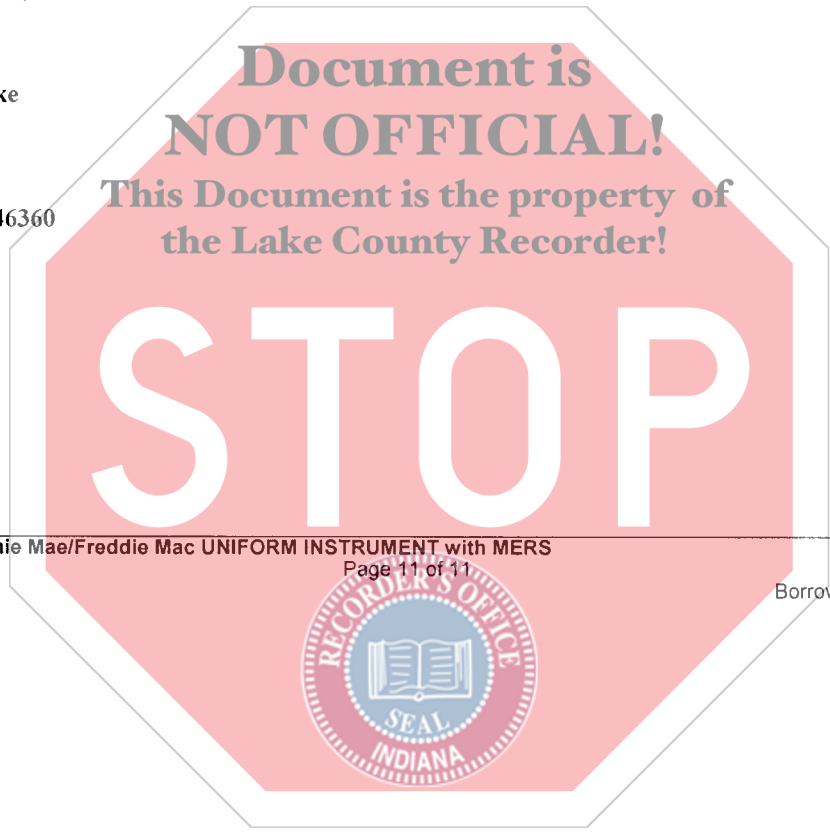 Document is
ke
NOT OFFICIAL!
This Document is the property of
46360
the Lake County Recorder!
STOP
ie Mae/Freddie Mac UNIFORM INSTRUMENT with MERS
Page 11 of 11
Borrov
RECORDER'S OFFICE
SEAL
INDIANA